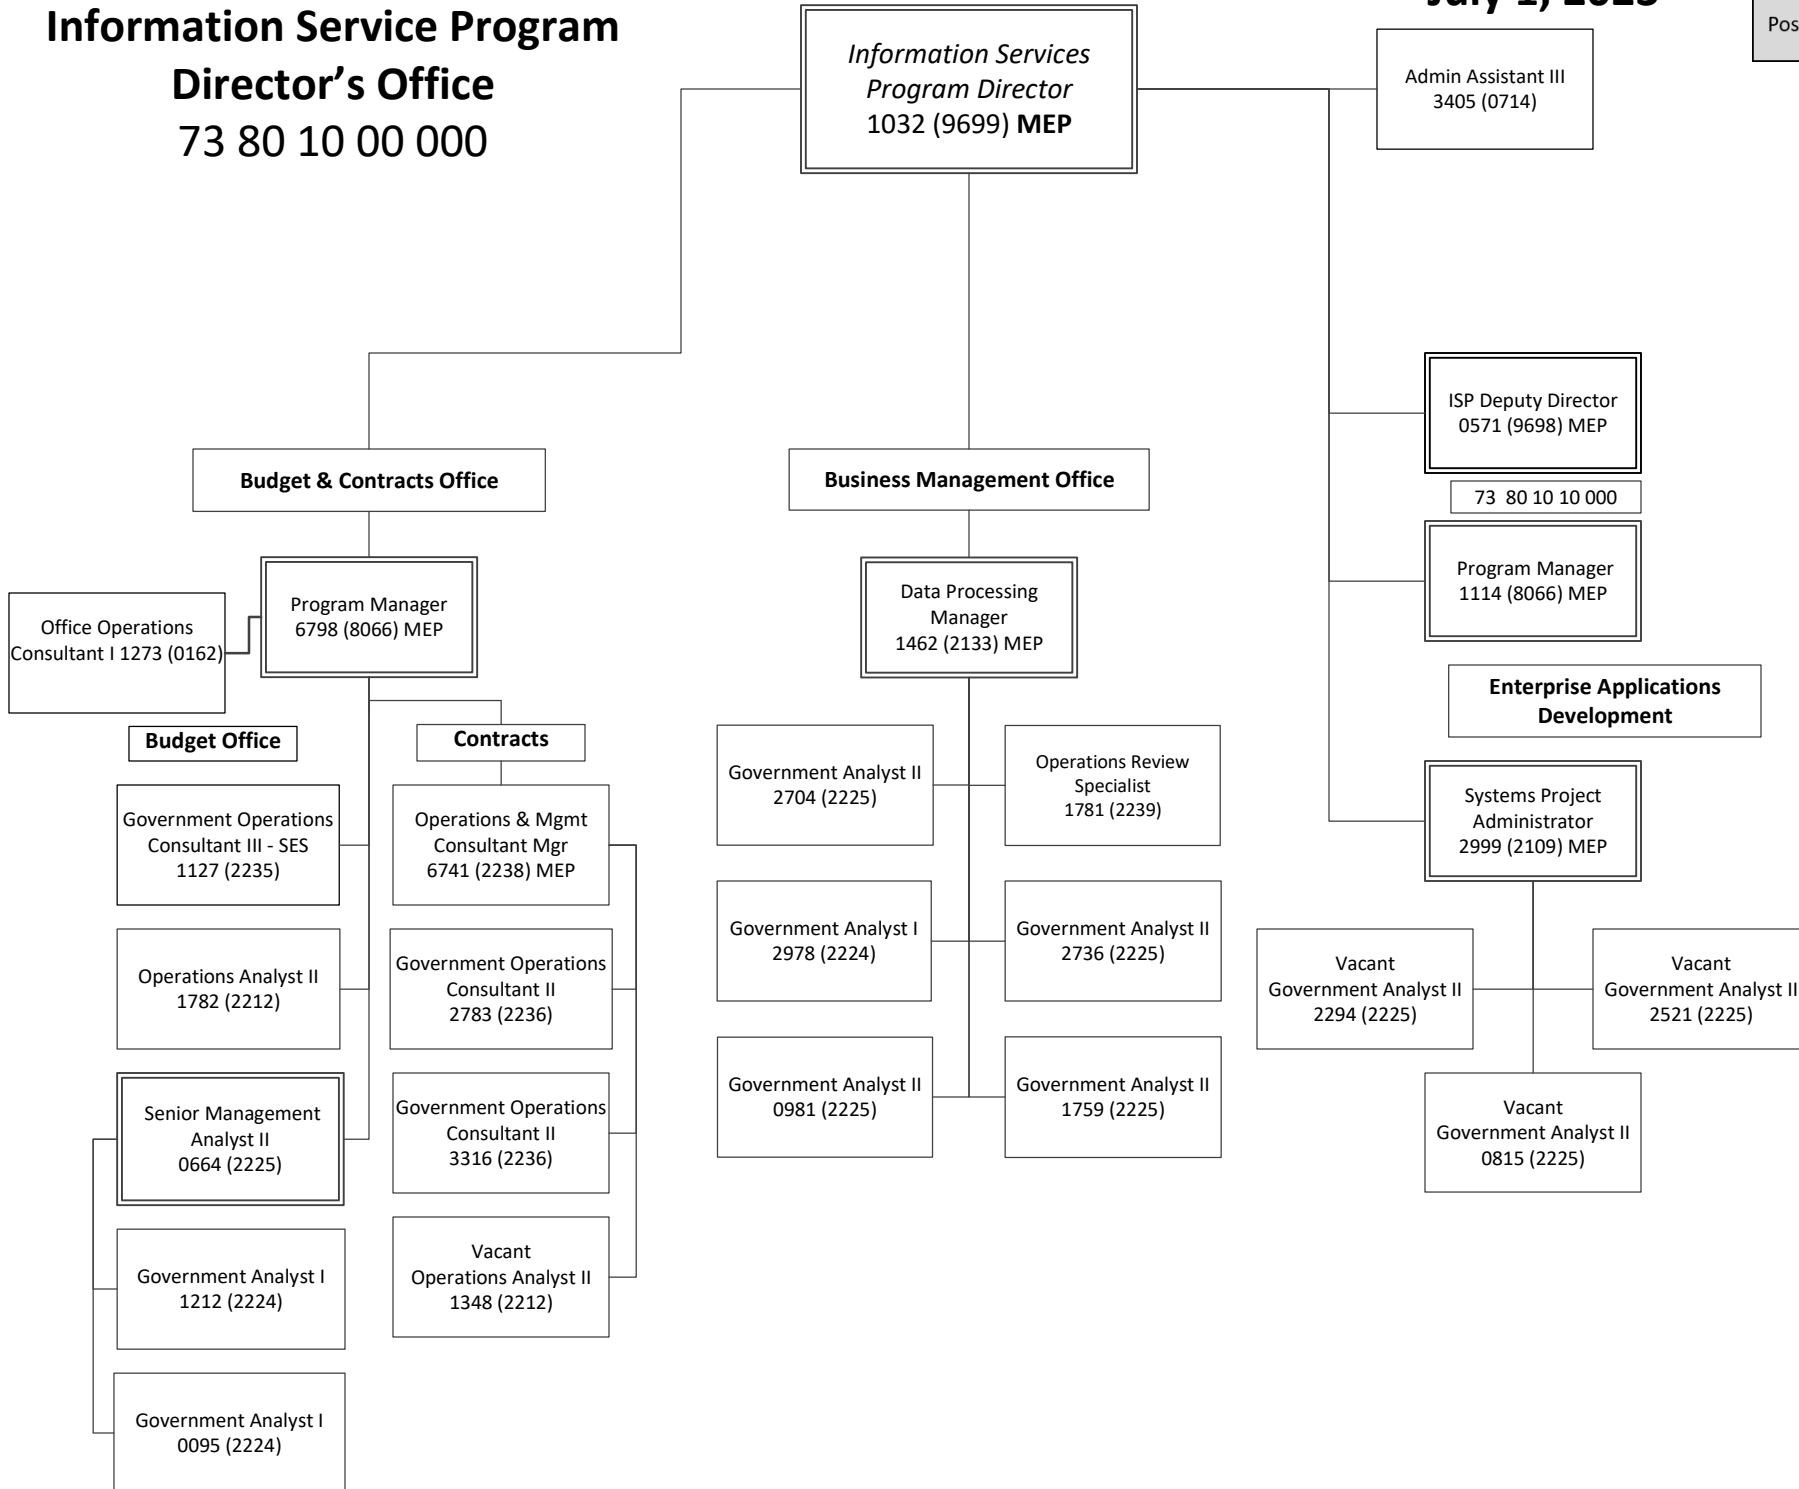 Information Service Program
Director's Office
73 80 10 00 000
Information Services
Program Director
1032 (9699) MEP
July 1, 2023
Admin Assistant III
3405 (0714)
ISP Deputy Director
0571 (9698) MEP
73 80 10 10 000
Program Manager
1114 (8066) MEP
Enterprise Applications
Development
Systems Project
Administrator
2999 (2109) MEP
Vacant
Government Analyst II
2294 (2225)
Vacant
Government Analyst II
2521 (2225)
Vacant
Government Analyst II
0815 (2225)
Budget & Contracts Office
Program Manager
6798 (8066) MEP
Office Operations
Consultant I 1273 (0162)
Budget Office
Government Operations
Consultant III - SES
1127 (2235)
Operations Analyst II
1782 (2212)
Senior Management
Analyst II
0664 (2225)
Government Analyst I
1212 (2224)
Government Analyst I
0095 (2224)
Contracts
Operations & Mgmt
Consultant Mgr
6741 (2238) MEP
Government Operations
Consultant II
2783 (2236)
Government Operations
Consultant II
3316 (2236)
Vacant
Operations Analyst II
1348 (2212)
Business Management Office
Data Processing
Manager
1462 (2133) MEP
Government Analyst II
2704 (2225)
Operations Review
Specialist
1781 (2239)
Government Analyst I
2978 (2224)
Government Analyst II
2736 (2225)
Government Analyst II
0981 (2225)
Government Analyst II
1759 (2225)
Pos